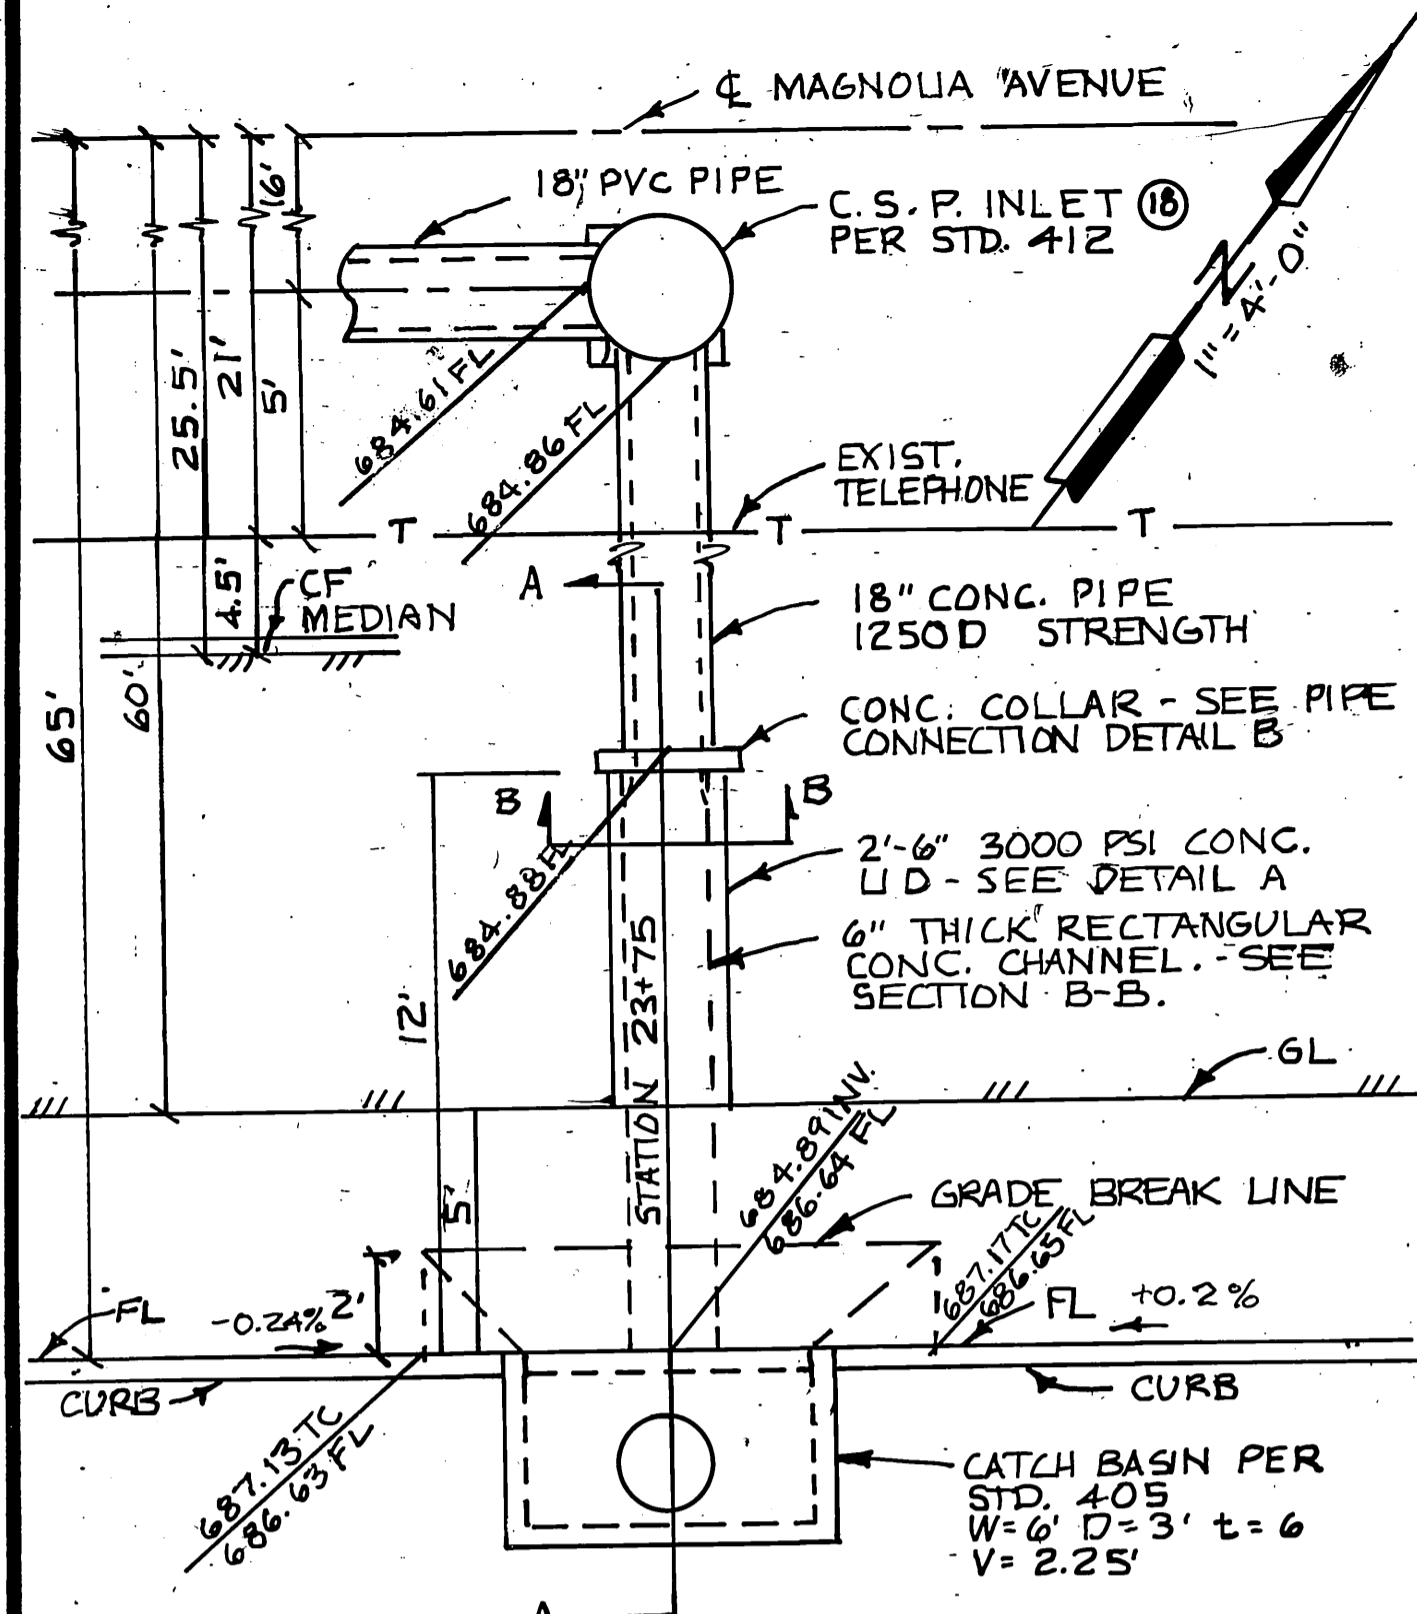 ℄ MAGNOLIA AVENUE
16'
18" PVC PIPE
C.S.P. INLET 18
PER STD. 412
N
1" = 4'-0"
25.5'
21'
5'
684.61 FL
684.86 FL
EXIST.
TELEPHONE
T T T
4.5'
CF
MEDIAN
A
18" CONC. PIPE
1250D STRENGTH
65'
60'
CONC. COLLAR - SEE PIPE
CONNECTION DETAIL B
B B
684.88 FL
2'-6" 3000 PSI CONC.
U D - SEE DETAIL A
6" THICK RECTANGULAR
CONC. CHANNEL. - SEE
SECTION B-B.
12'
STATION 23+75
GL
684.89 INV.
686.64 FL
5'
GRADE BREAK LINE
687.17 TC
686.65 FL
FL
-0.24%
2'
FL
+0.2%
CURB
CURB
687.13 TC
686.63 FL
CATCH BASIN PER
STD. 405
W=6' D=3' t=6
V=2.25'
A